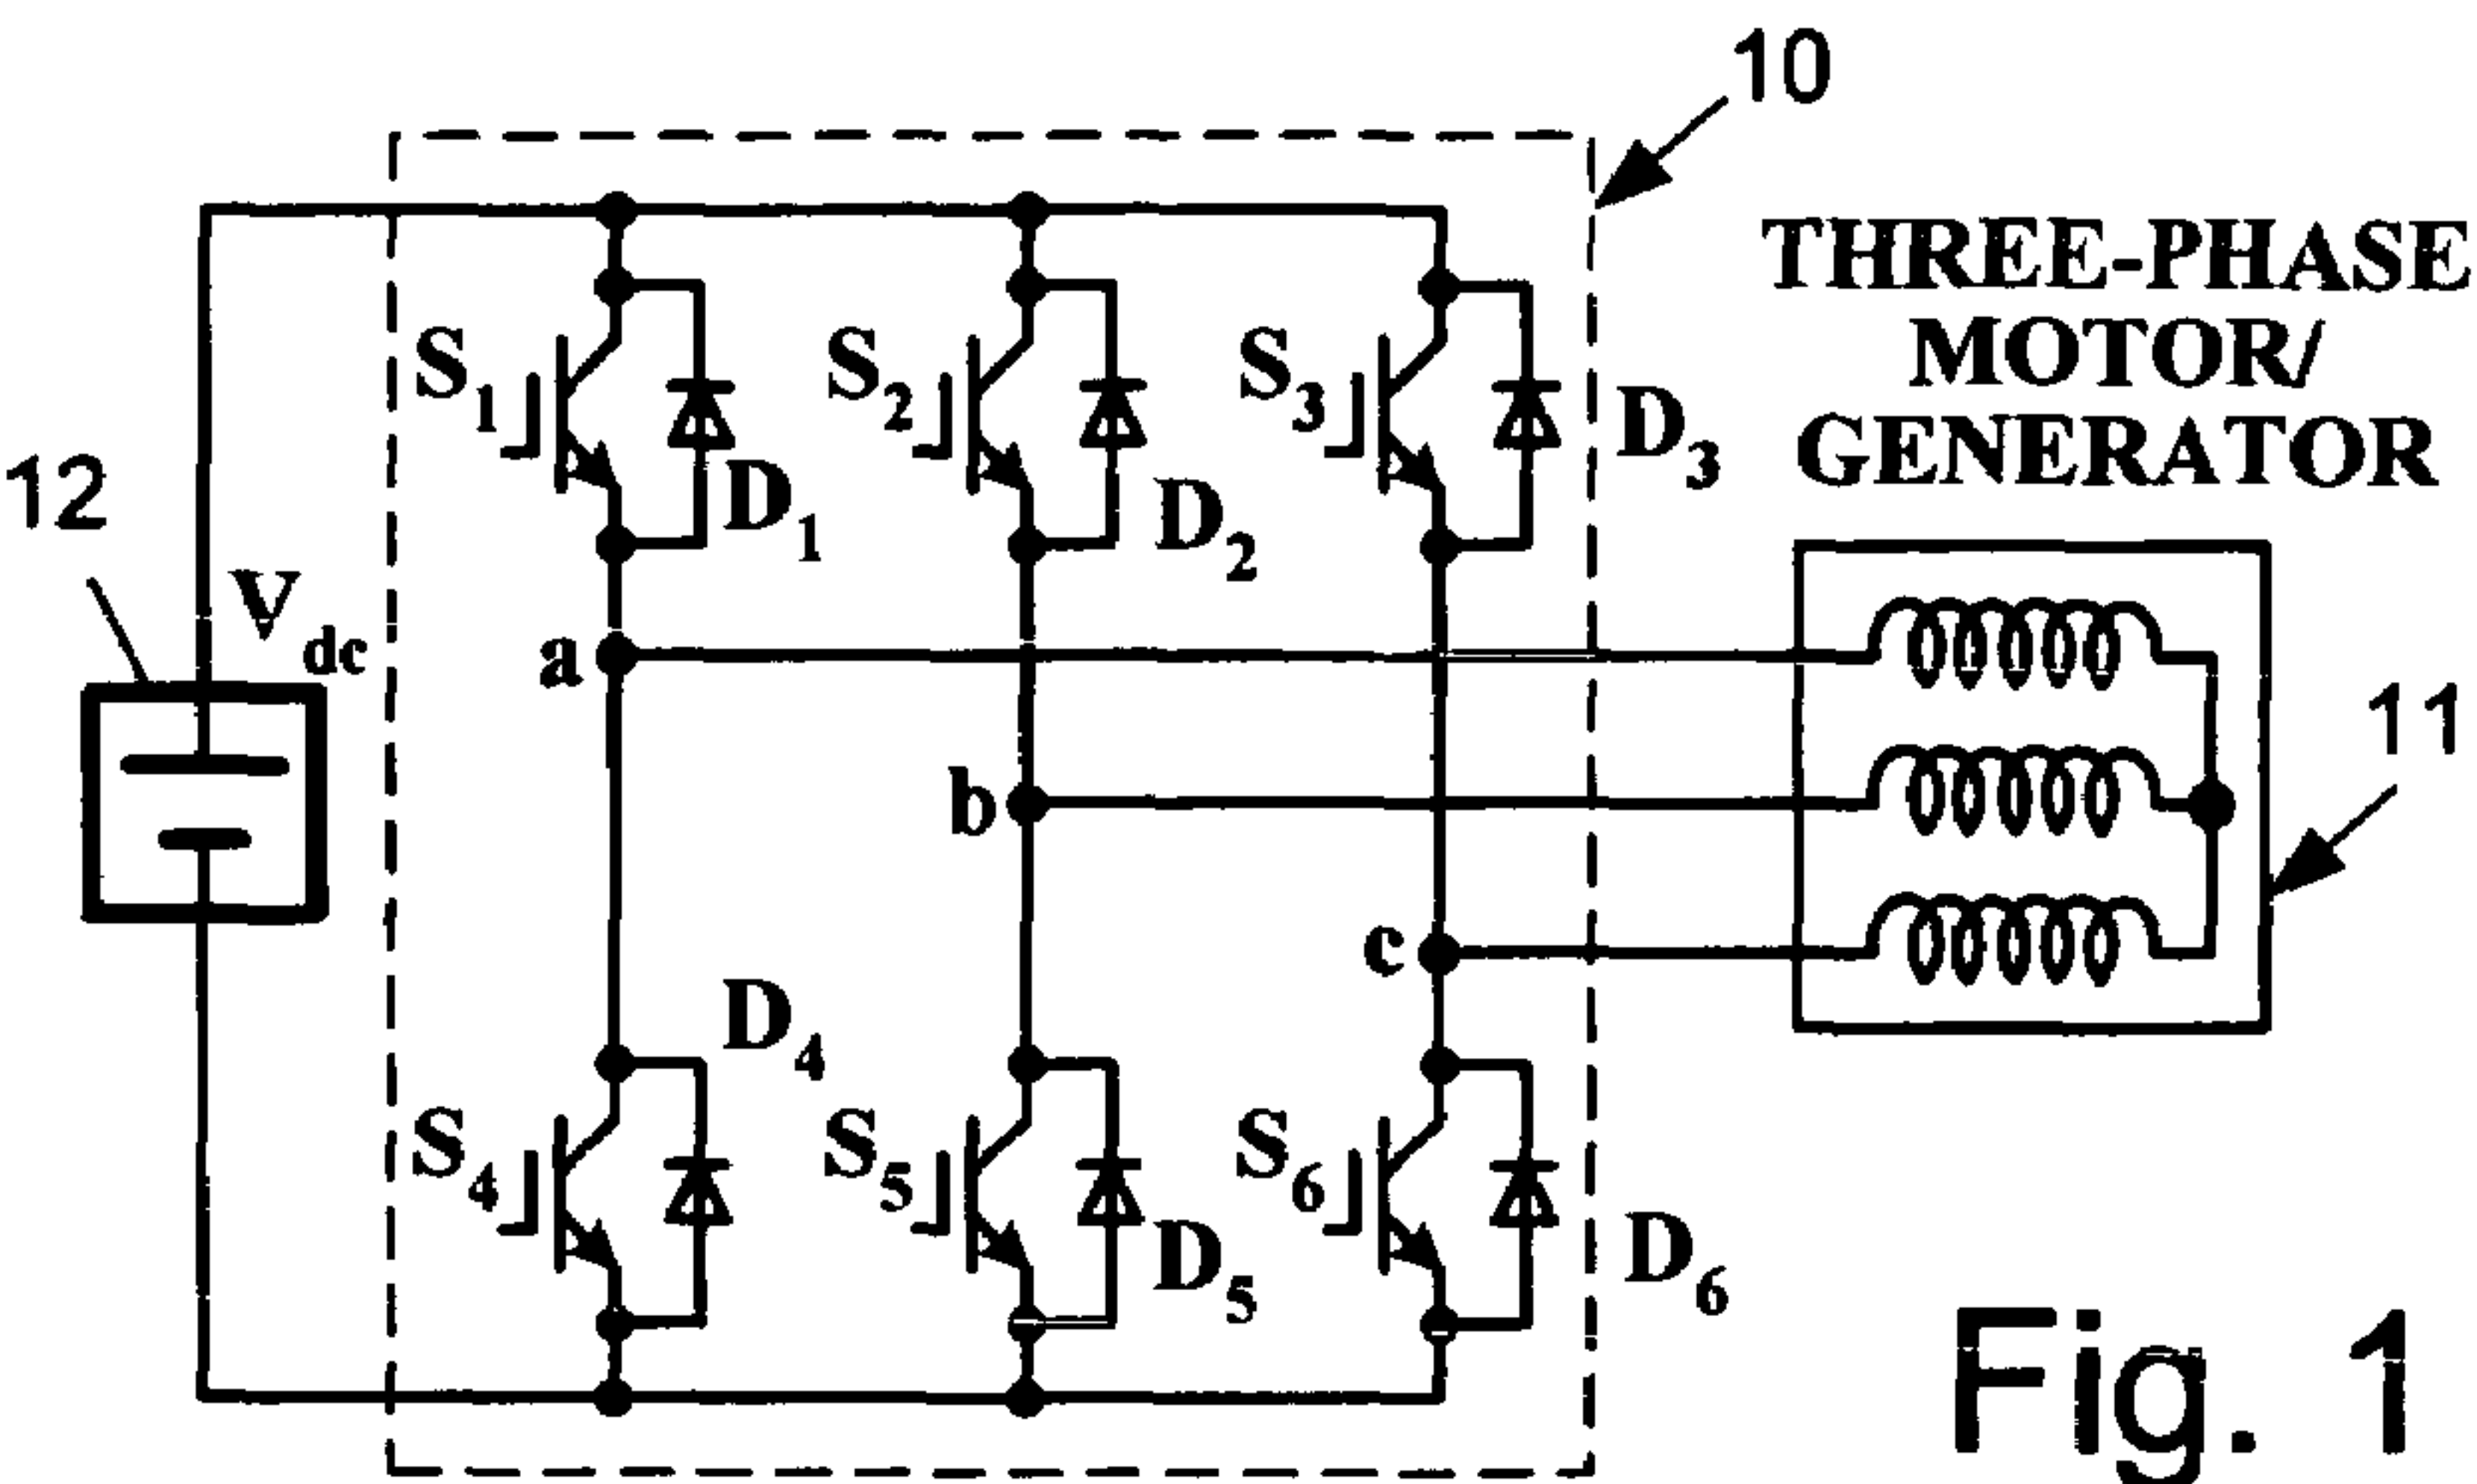 10
THREE-PHASE
MOTOR/
GENERATOR
S1
D1
S2
D2
S3
D3
12
Vdc
a
b
c
11
D4
S4
S5
D5
S6
D6
Fig. 1